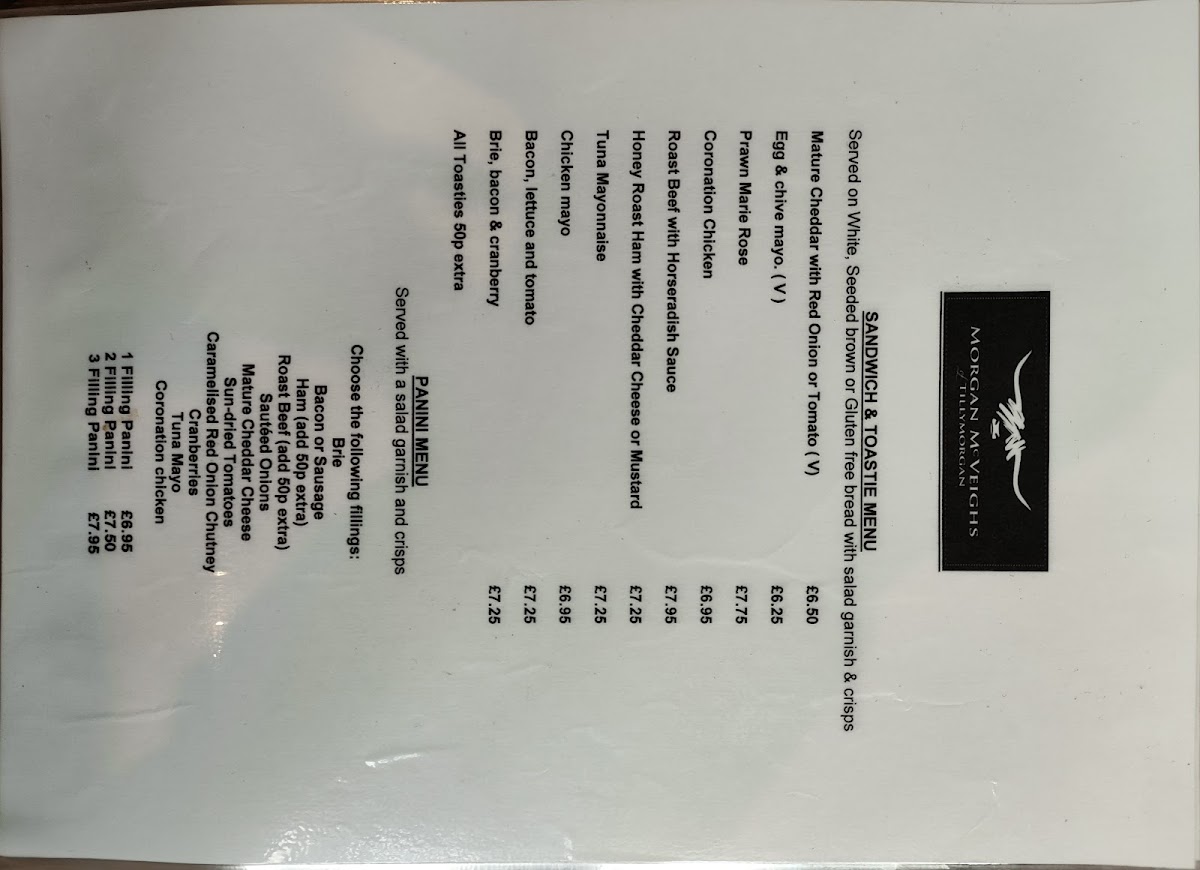 MORGAN MCVEIGHS
of TILLYMORGAN
SANDWICH & TOASTIE MENU
Served on White, Seeded brown or Gluten free bread with salad garnish & crisps
Mature Cheddar with Red Onion or Tomato ( V ) £6.50
Egg & chive mayo. ( V ) £6.25
Prawn Marie Rose £7.75
Coronation Chicken £6.95
Roast Beef with Horseradish Sauce £7.95
Honey Roast Ham with Cheddar Cheese or Mustard £7.25
Tuna Mayonnaise £7.25
Chicken mayo £6.95
Bacon, lettuce and tomato £7.25
Brie, bacon & cranberry £7.25
All Toasties 50p extra
PANINI MENU
Served with a salad garnish and crisps
Choose the following fillings:
Brie
Bacon or Sausage
Ham (add 50p extra)
Roast Beef (add 50p extra)
Sautéed Onions
Mature Cheddar Cheese
Sun-dried Tomatoes
Caramelised Red Onion Chutney
Cranberries
Tuna Mayo
Coronation chicken
1 Filling Panini £6.95
2 Filling Panini £7.50
3 Filling Panini £7.95